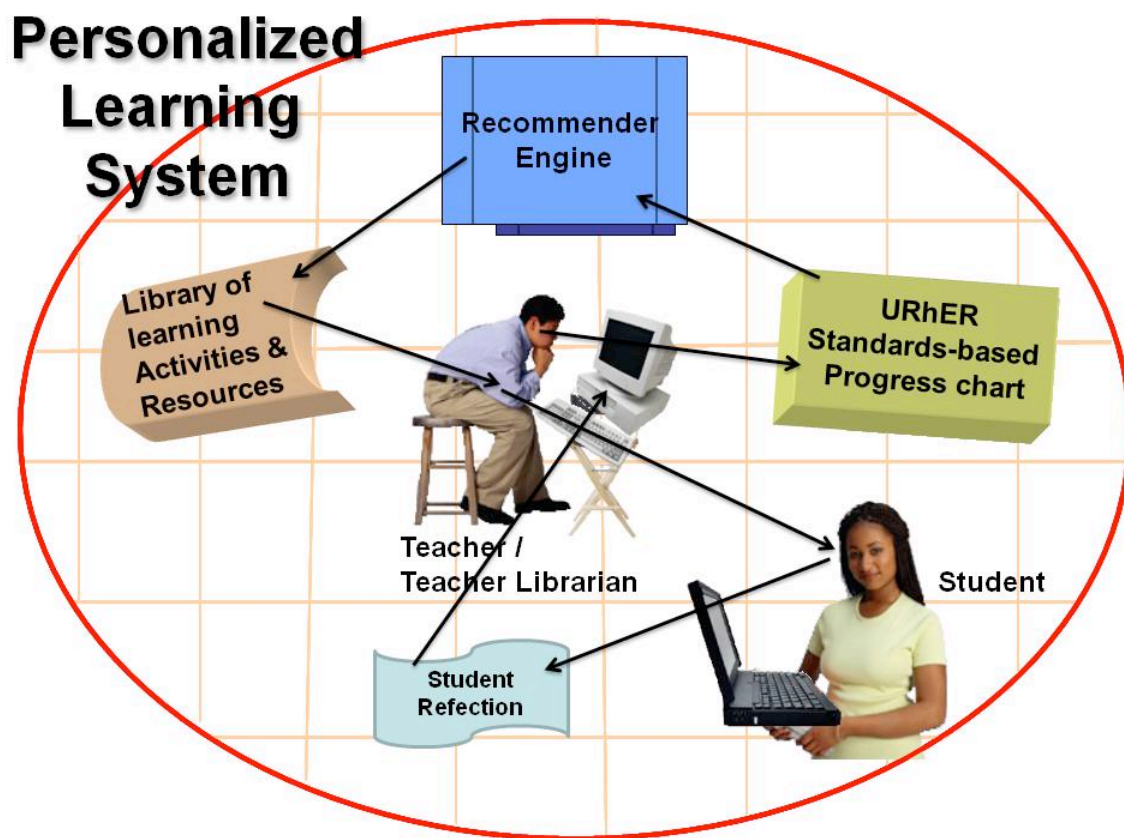 Personalized
Learning
System
Recommender
Engine
Library of
learning
Activities &
Resources
URhER
Standards-based
Progress chart
Teacher /
Teacher Librarian
Student
Student
Refection